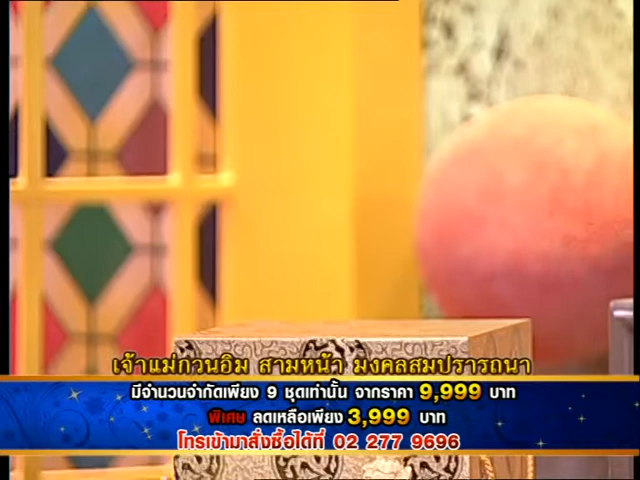 เจ้าแม่กวนอิม สามหน้า มงคลสมปรารถนา
มีจำนวนจำกัดเพียง 9 ชุดเท่านั้น จากราคา 9,999 บาท
พิเศษ ลดเหลือเพียง 3,999 บาท
โทรเข้ามาสั่งซื้อได้ที่ 02 277 9696